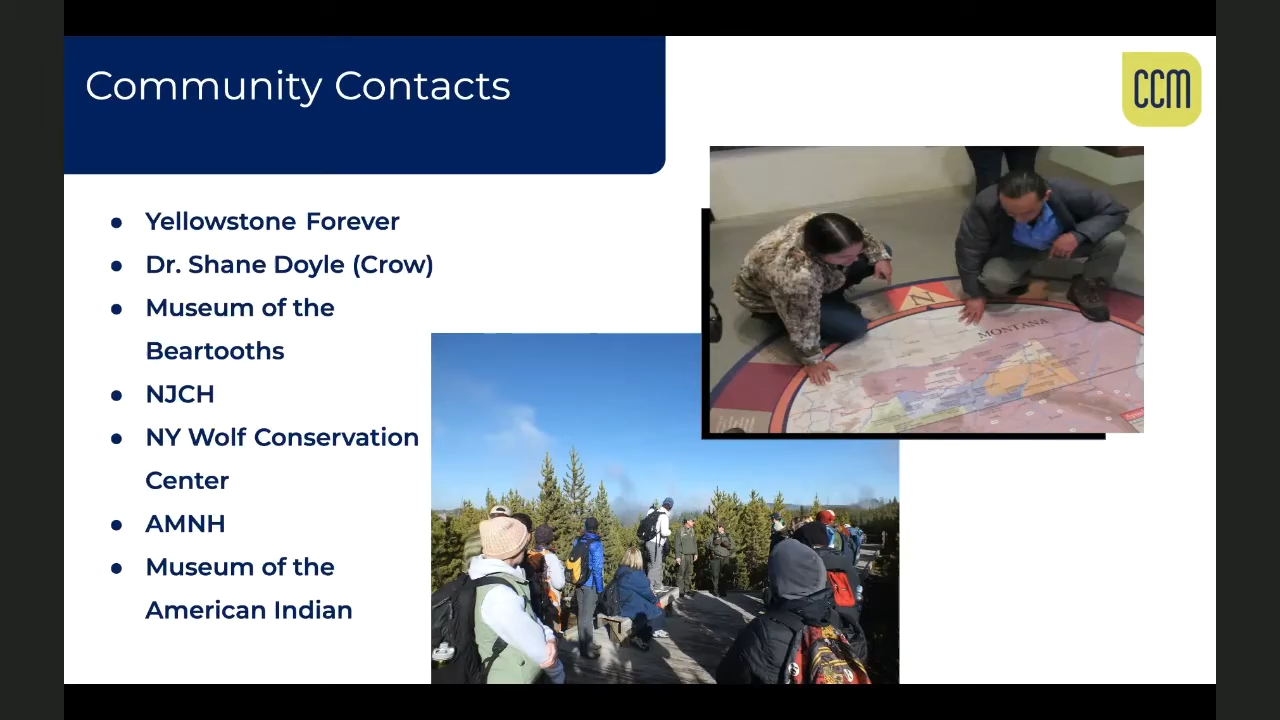 Community Contacts
CCM
● Yellowstone Forever
● Dr. Shane Doyle (Crow)
● Museum of the
Beartooths
● NJCH
● NY Wolf Conservation
Center
● AMNH
● Museum of the
American Indian
N
MONTANA